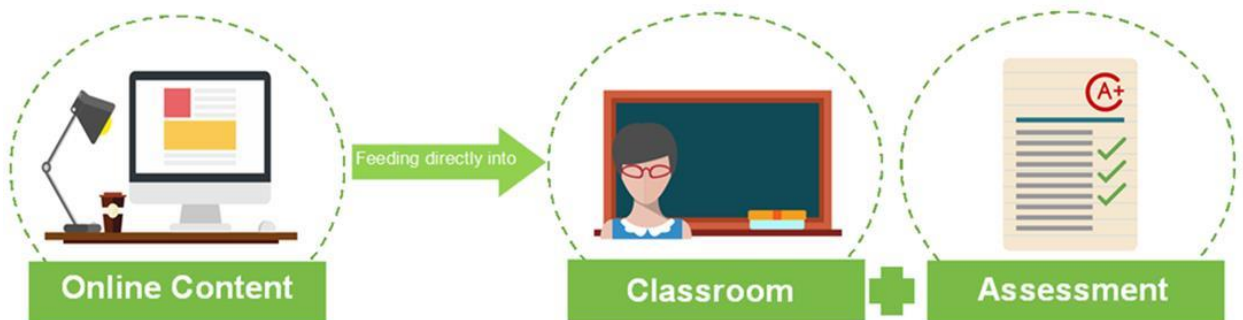 Feeding directly into
A+
Online Content
Classroom
Assessment